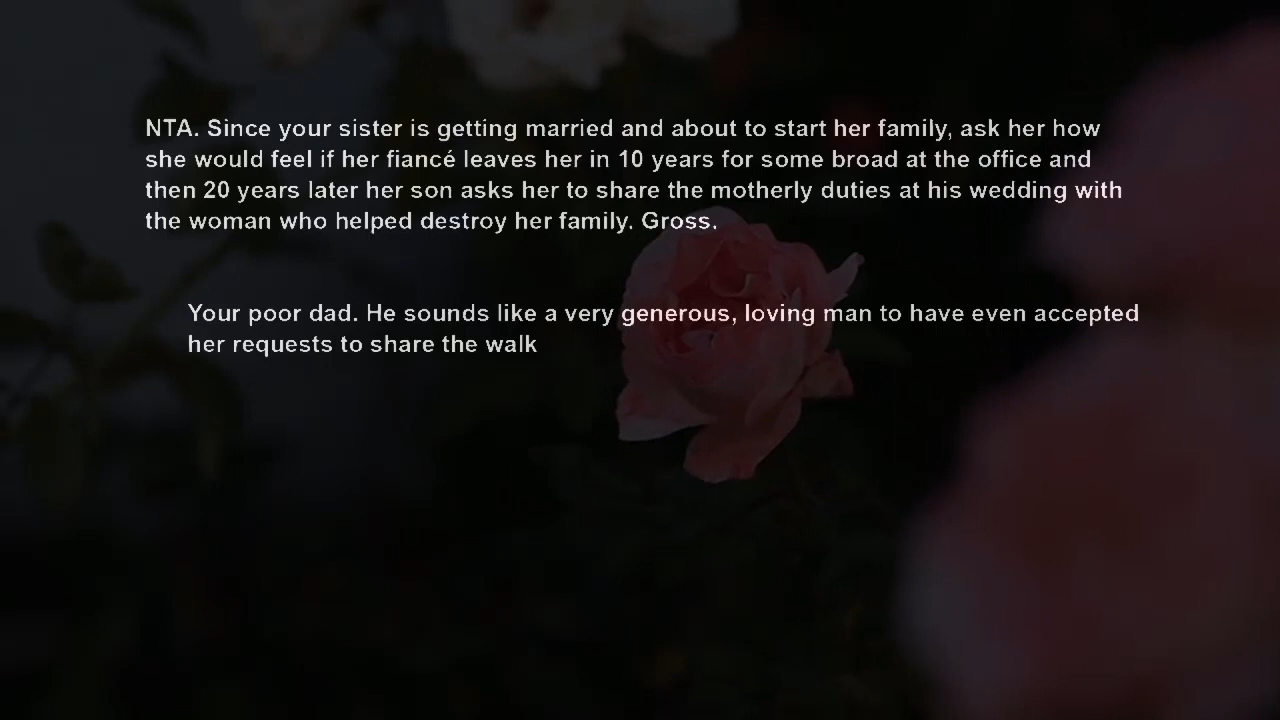 NTA. Since your sister is getting married and about to start her family, ask her how
she would feel if her fiancé leaves her in 10 years for some broad at the office and
then 20 years later her son asks her to share the motherly duties at his wedding with
the woman who helped destroy her family. Gross.
Your poor dad. He sounds like a very generous, loving man to have even accepted
her requests to share the walk